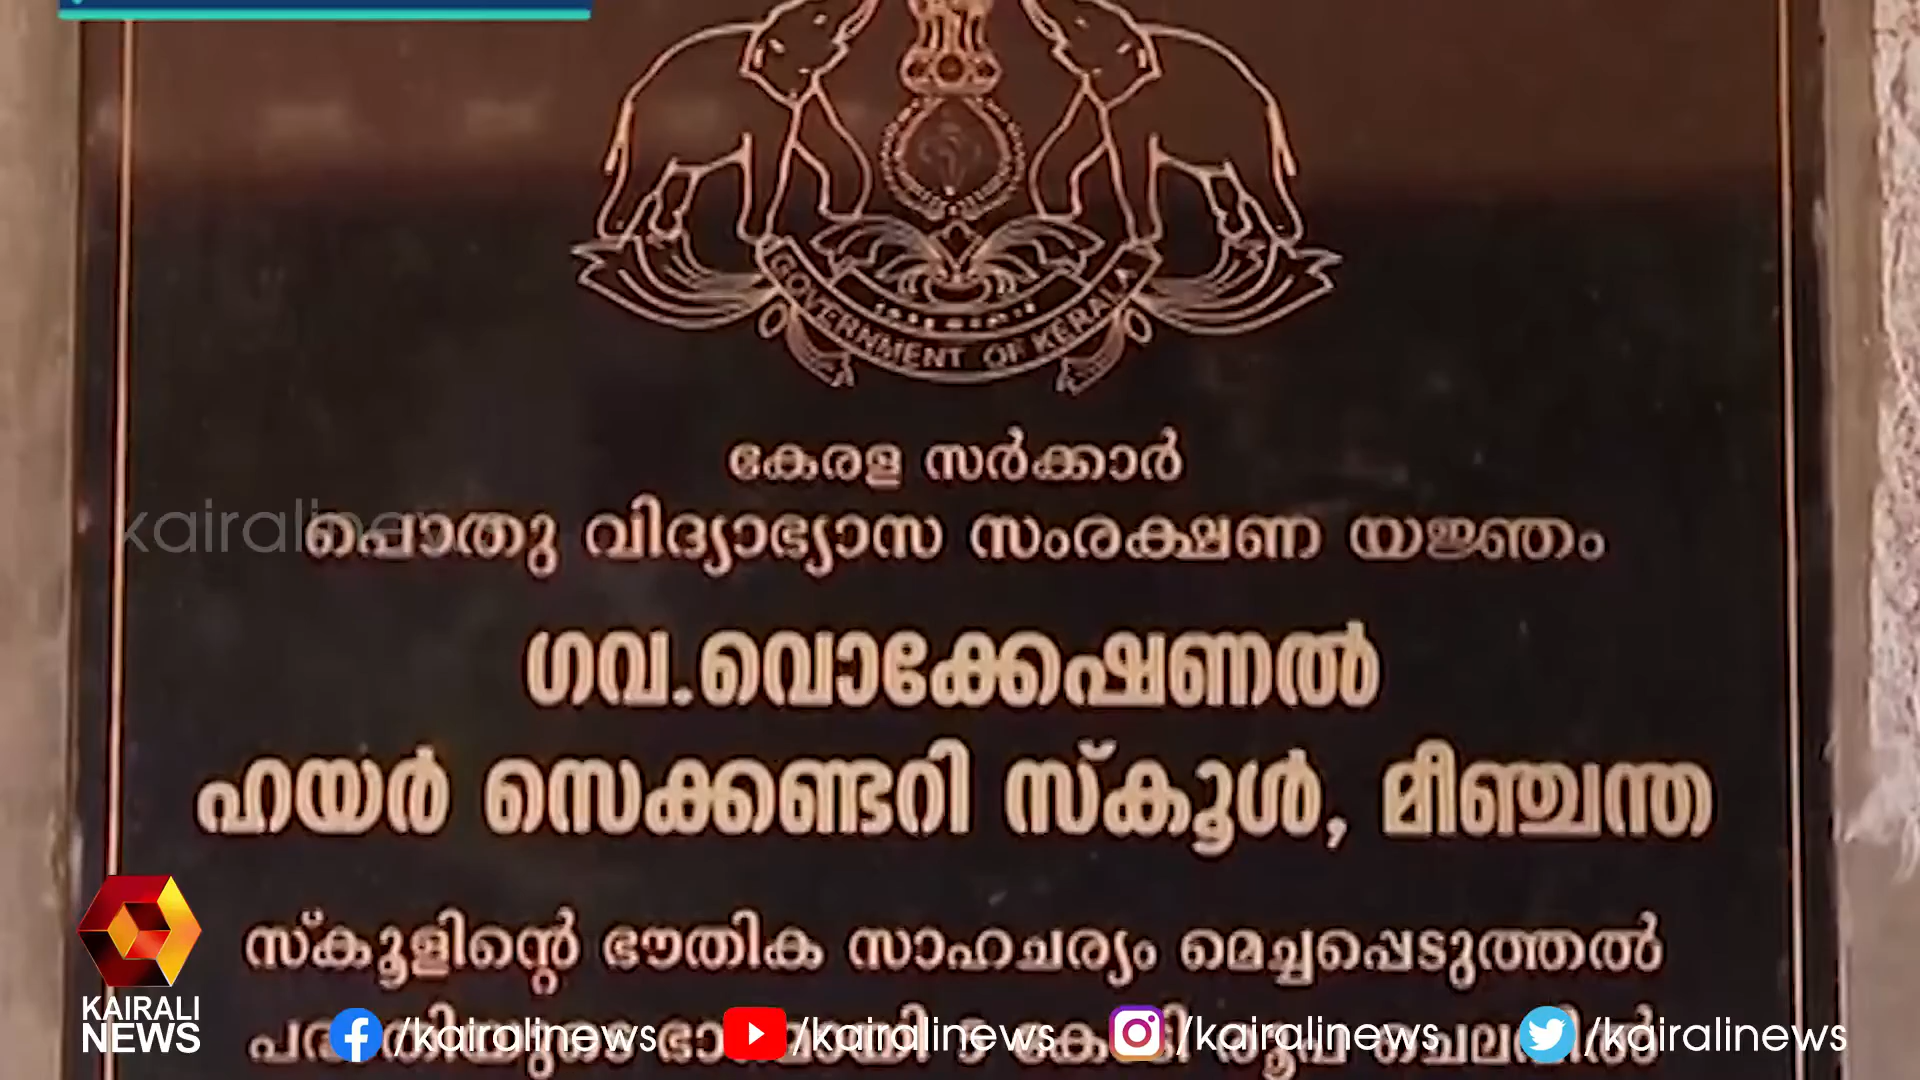 GOVERNMENT OF KERALA
കേരള സർക്കാർ
kairalinews
പൊതു വിദ്യാഭ്യാസ സംരക്ഷണ യജ്ഞം
ഗവ.വൊക്കേഷണൽ
ഹയർ സെക്കണ്ടറി സ്കൂൾ, മീഞ്ചന്ത
സ്കൂളിന്റെ ഭൗതിക സാഹചര്യം മെച്ചപ്പെടുത്തൽ
KAIRALI
NEWS
/kairalinews /kairalinews /kairalinews /kairalinews